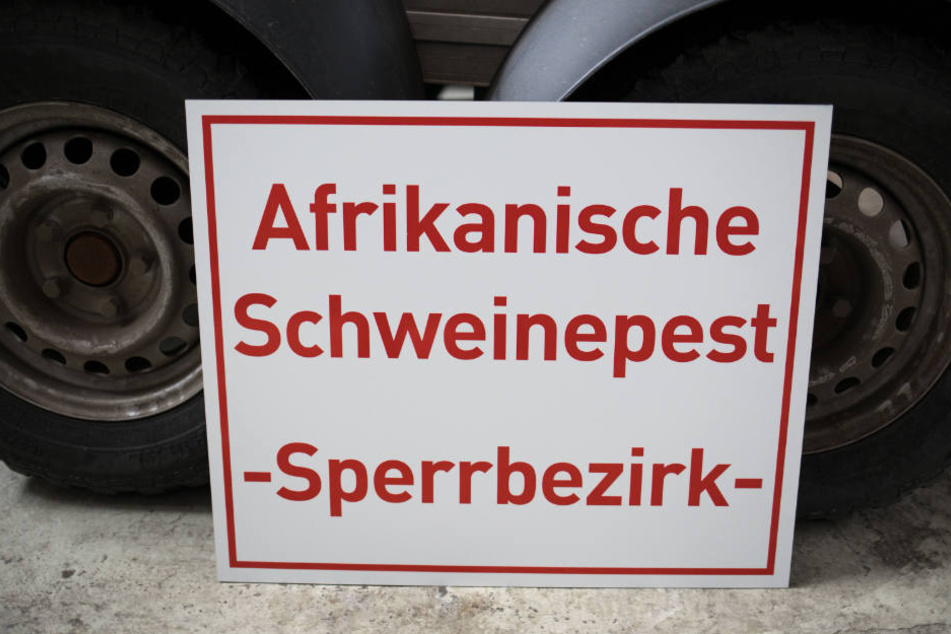 Afrikanische
Schweinepest
-Sperrbezirk-